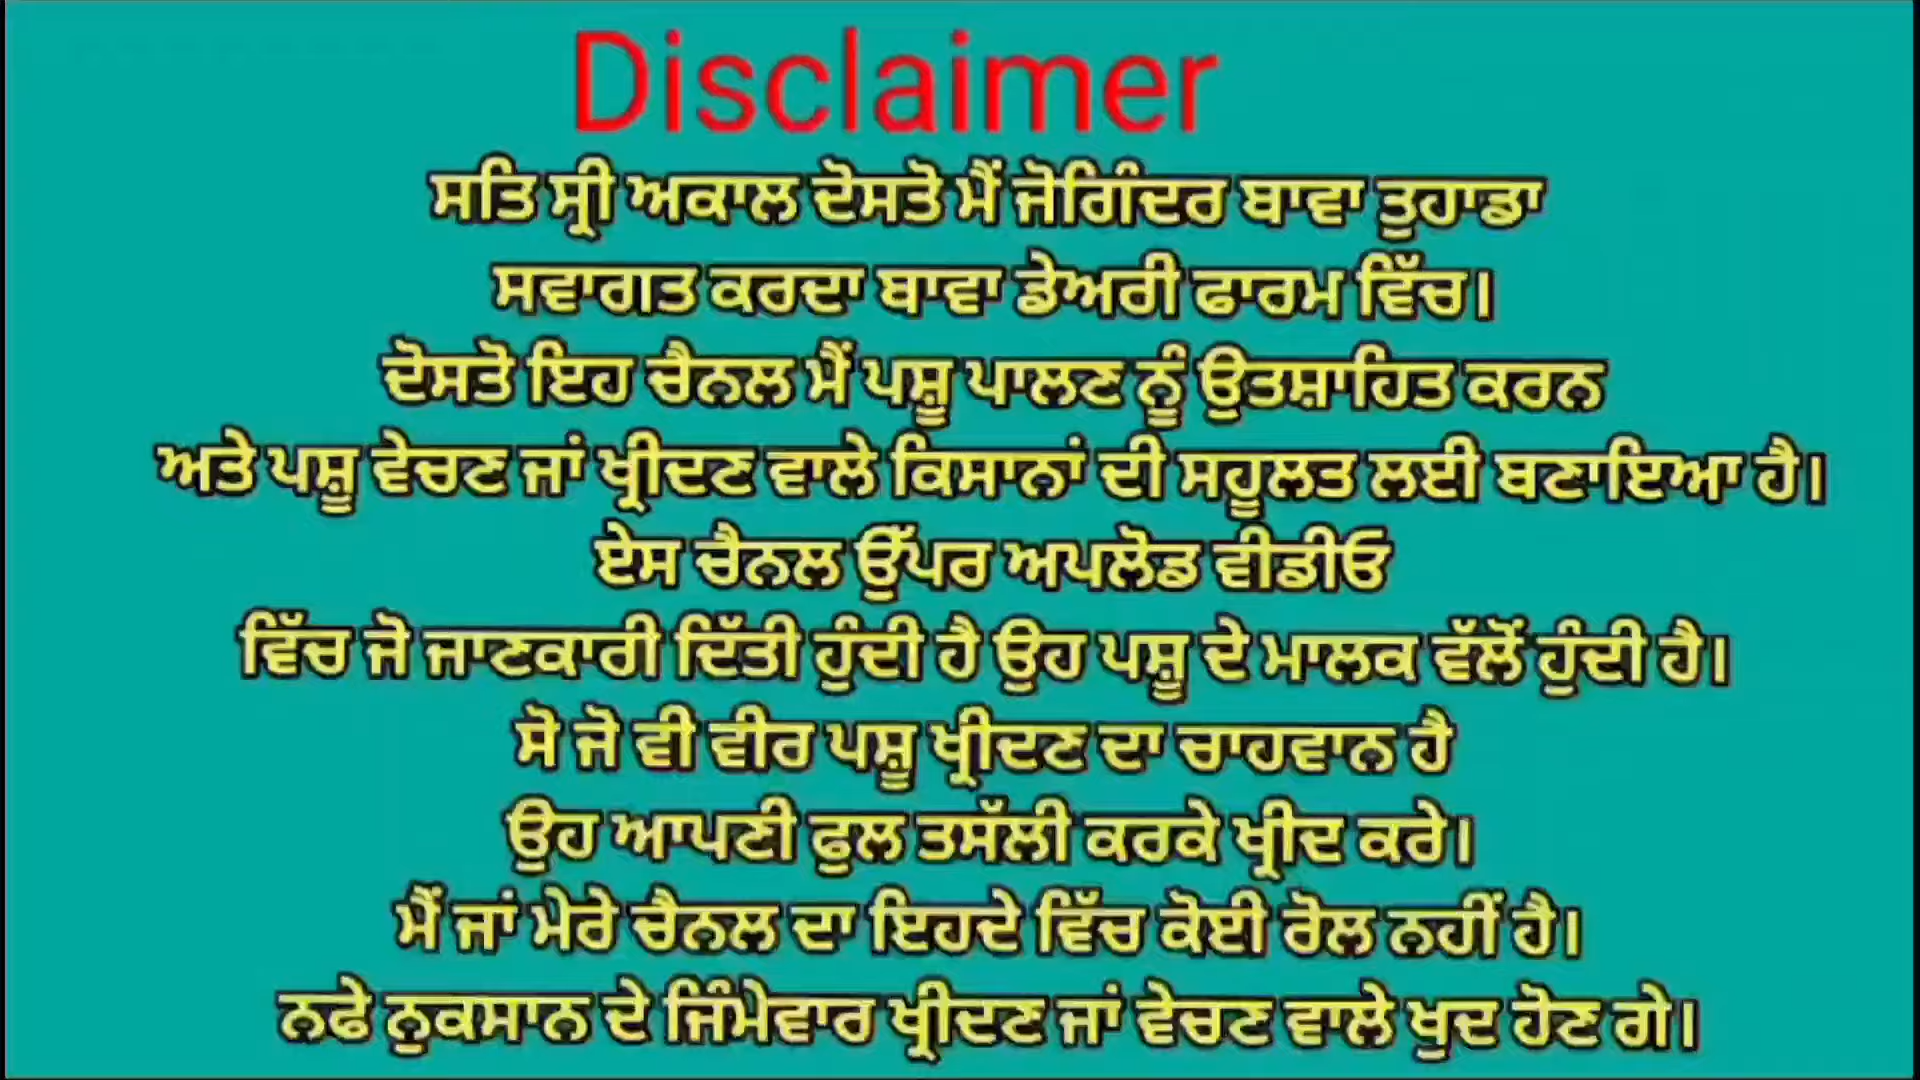 Disclaimer
ਸਤਿ ਸ੍ਰੀ ਅਕਾਲ ਦੋਸਤੋ ਮੈਂ ਜੋਗਿੰਦਰ ਬਾਵਾ ਤੁਹਾਡਾ
ਸਵਾਗਤ ਕਰਦਾ ਬਾਵਾ ਡੇਅਰੀ ਫਾਰਮ ਵਿੱਚ।
ਦੋਸਤੋ ਇਹ ਚੈਨਲ ਮੈਂ ਪਸ਼ੂ ਪਾਲਣ ਨੂੰ ਉਤਸ਼ਾਹਿਤ ਕਰਨ
ਅਤੇ ਪਸ਼ੂ ਵੇਚਣ ਜਾਂ ਖ੍ਰੀਦਣ ਵਾਲੇ ਕਿਸਾਨਾਂ ਦੀ ਸਹੂਲਤ ਲਈ ਬਣਾਇਆ ਹੈ।
ਏਸ ਚੈਨਲ ਉੱਪਰ ਅਪਲੋਡ ਵੀਡੀਓ
ਵਿੱਚ ਜੋ ਜਾਣਕਾਰੀ ਦਿੱਤੀ ਹੁੰਦੀ ਹੈ ਉਹ ਪਸ਼ੂ ਦੇ ਮਾਲਕ ਵੱਲੋਂ ਹੁੰਦੀ ਹੈ।
ਸੋ ਜੋ ਵੀ ਵੀਰ ਪਸ਼ੂ ਖ੍ਰੀਦਣ ਦਾ ਚਾਹਵਾਨ ਹੈ
ਉਹ ਆਪਣੀ ਫੁਲ ਤਸੱਲੀ ਕਰਕੇ ਖ੍ਰੀਦ ਕਰੇ।
ਮੈਂ ਜਾਂ ਮੇਰੇ ਚੈਨਲ ਦਾ ਇਹਦੇ ਵਿੱਚ ਕੋਈ ਰੋਲ ਨਹੀਂ ਹੈ।
ਨਫੇ ਨੁਕਸਾਨ ਦੇ ਜਿੰਮੇਵਾਰ ਖ੍ਰੀਦਣ ਜਾਂ ਵੇਚਣ ਵਾਲੇ ਖੁਦ ਹੋਣ ਗੇ।